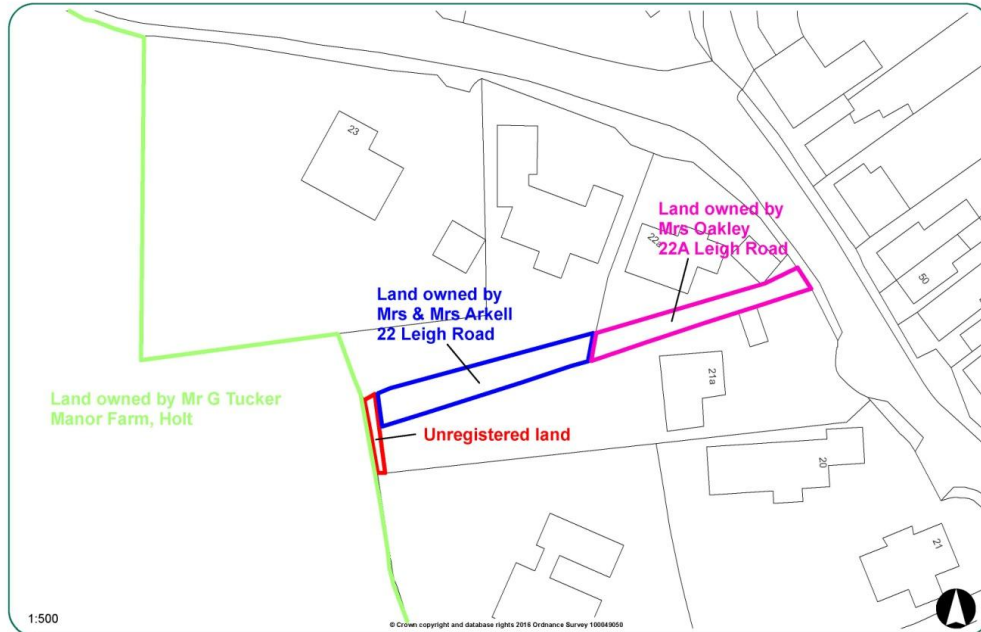 23
Land owned by
Mrs Oakley
22A Leigh Road
22a
50
Land owned by
Mrs & Mrs Arkell
22 Leigh Road
21a
Land owned by Mr G Tucker
Manor Farm, Holt
Unregistered land
20
21
1:500
© Crown copyright and database rights 2016 Ordnance Survey 100049050